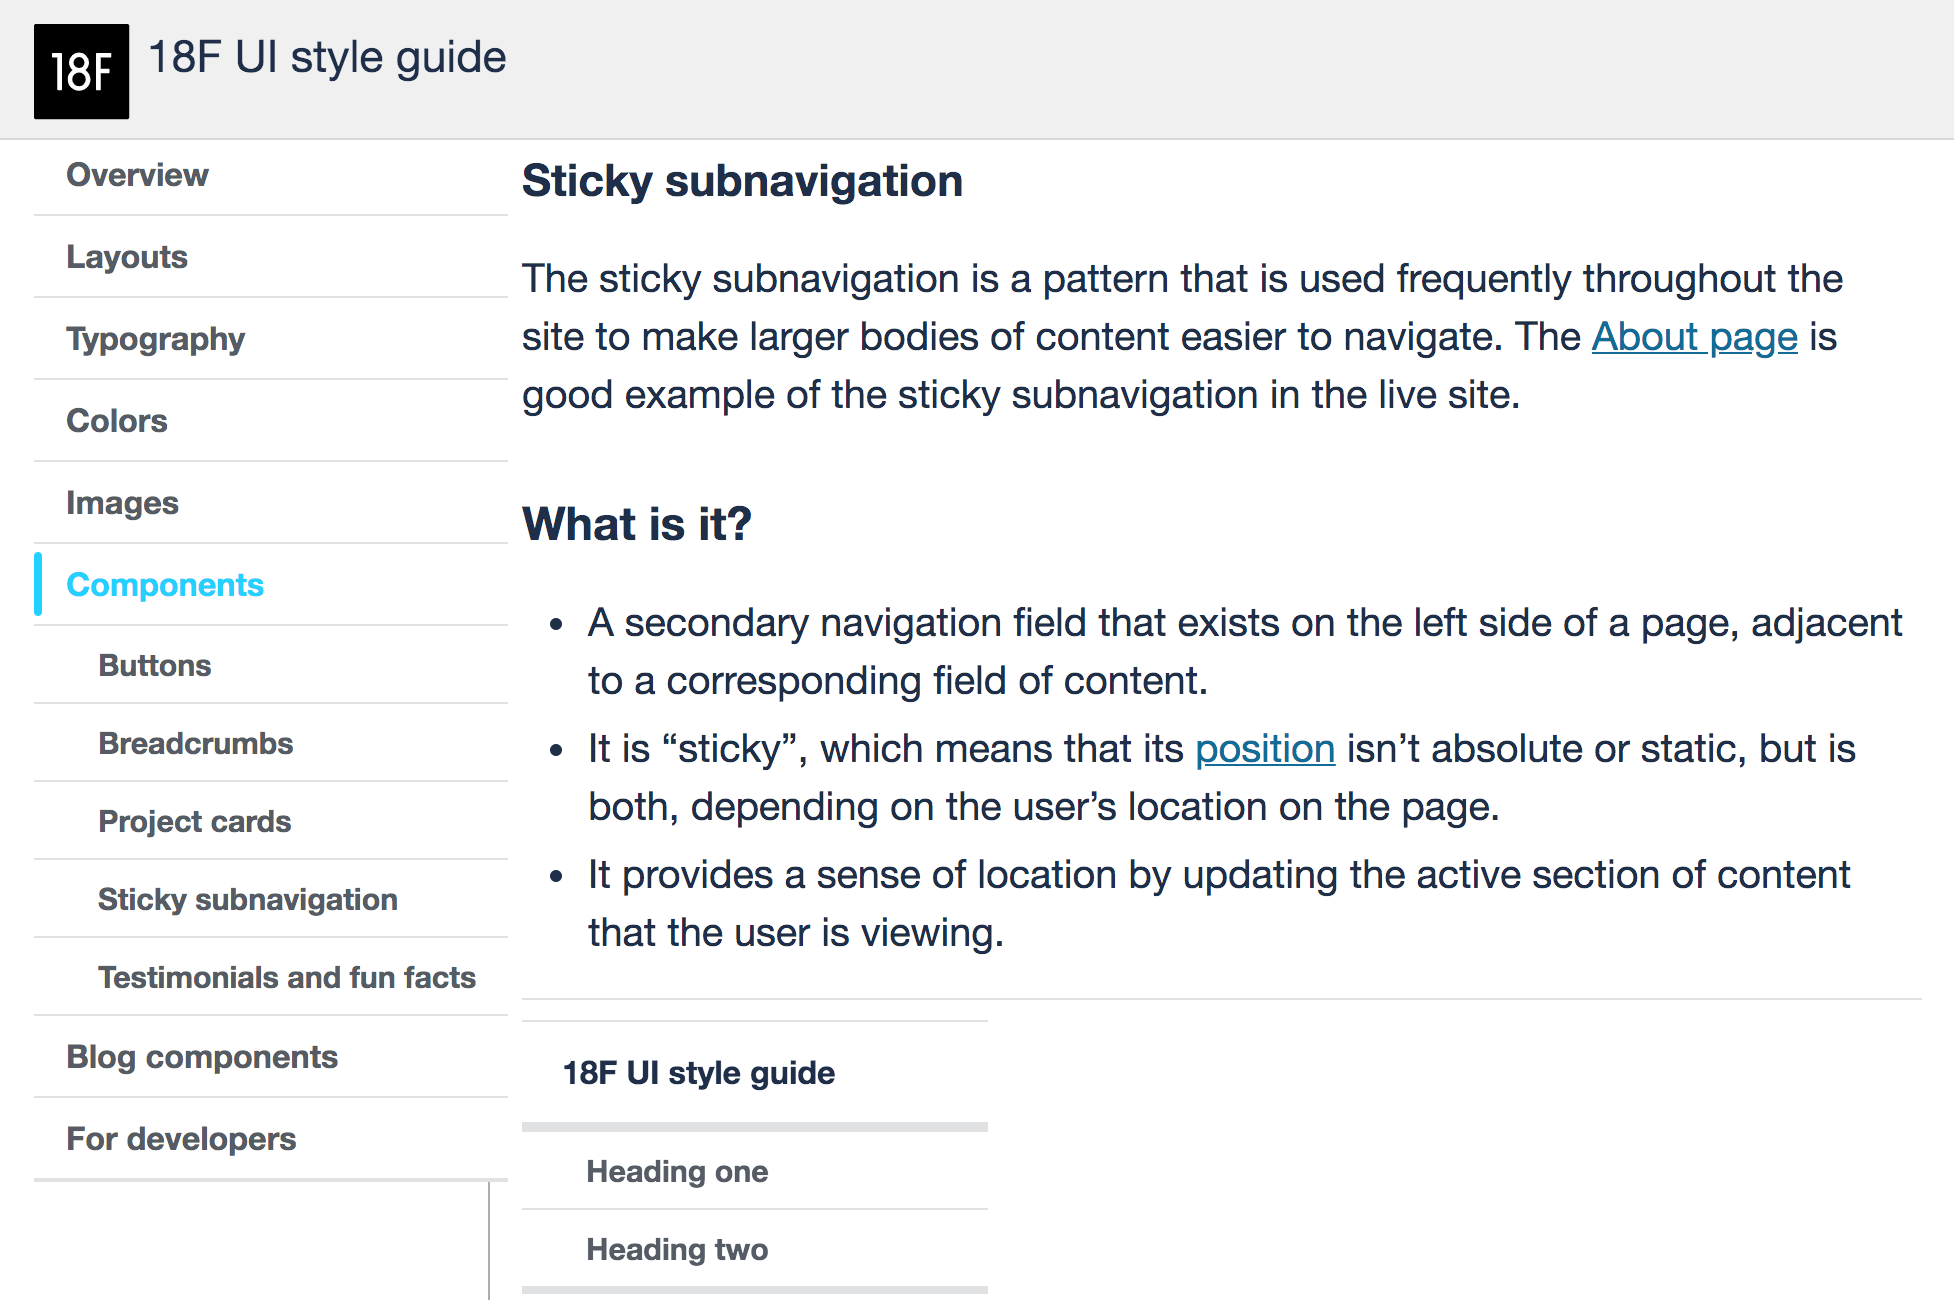 18F
18F UI style guide
Overview
Layouts
Typography
Colors
Images
Components
Buttons
Breadcrumbs
Project cards
Sticky subnavigation
Testimonials and fun facts
Blog components
For developers
Sticky subnavigation
The sticky subnavigation is a pattern that is used frequently throughout the
site to make larger bodies of content easier to navigate. The About page is
good example of the sticky subnavigation in the live site.
What is it?
• A secondary navigation field that exists on the left side of a page, adjacent
to a corresponding field of content.
• It is “sticky”, which means that its position isn’t absolute or static, but is
both, depending on the user’s location on the page.
• It provides a sense of location by updating the active section of content
that the user is viewing.
18F UI style guide
Heading one
Heading two